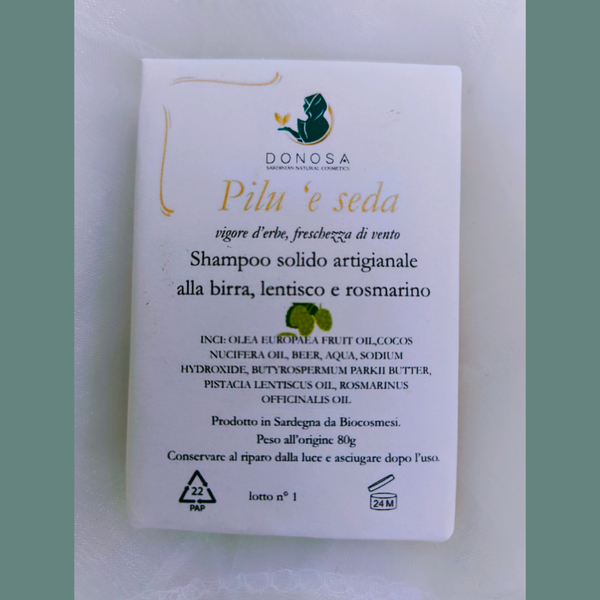 DONOSA
SARDINIAN NATURAL COSMETICS
Pilu 'e seda
vigore d'erbe, freschezza di vento
Shampoo solido artigianale
alla birra, lentisco e rosmarino
INCI: OLEA EUROPAEA FRUIT OIL,COCOS
NUCIFERA OIL, BEER, AQUA, SODIUM
HYDROXIDE, BUTYROSPERMUM PARKII BUTTER,
PISTACIA LENTISCUS OIL, ROSMARINUS
OFFICINALIS OIL
Prodotto in Sardegna da Biocosmesi.
Peso all'origine 80g
Conservare al riparo dalla luce e asciugare dopo l'uso.
22
PAP
lotto n° 1
24 M